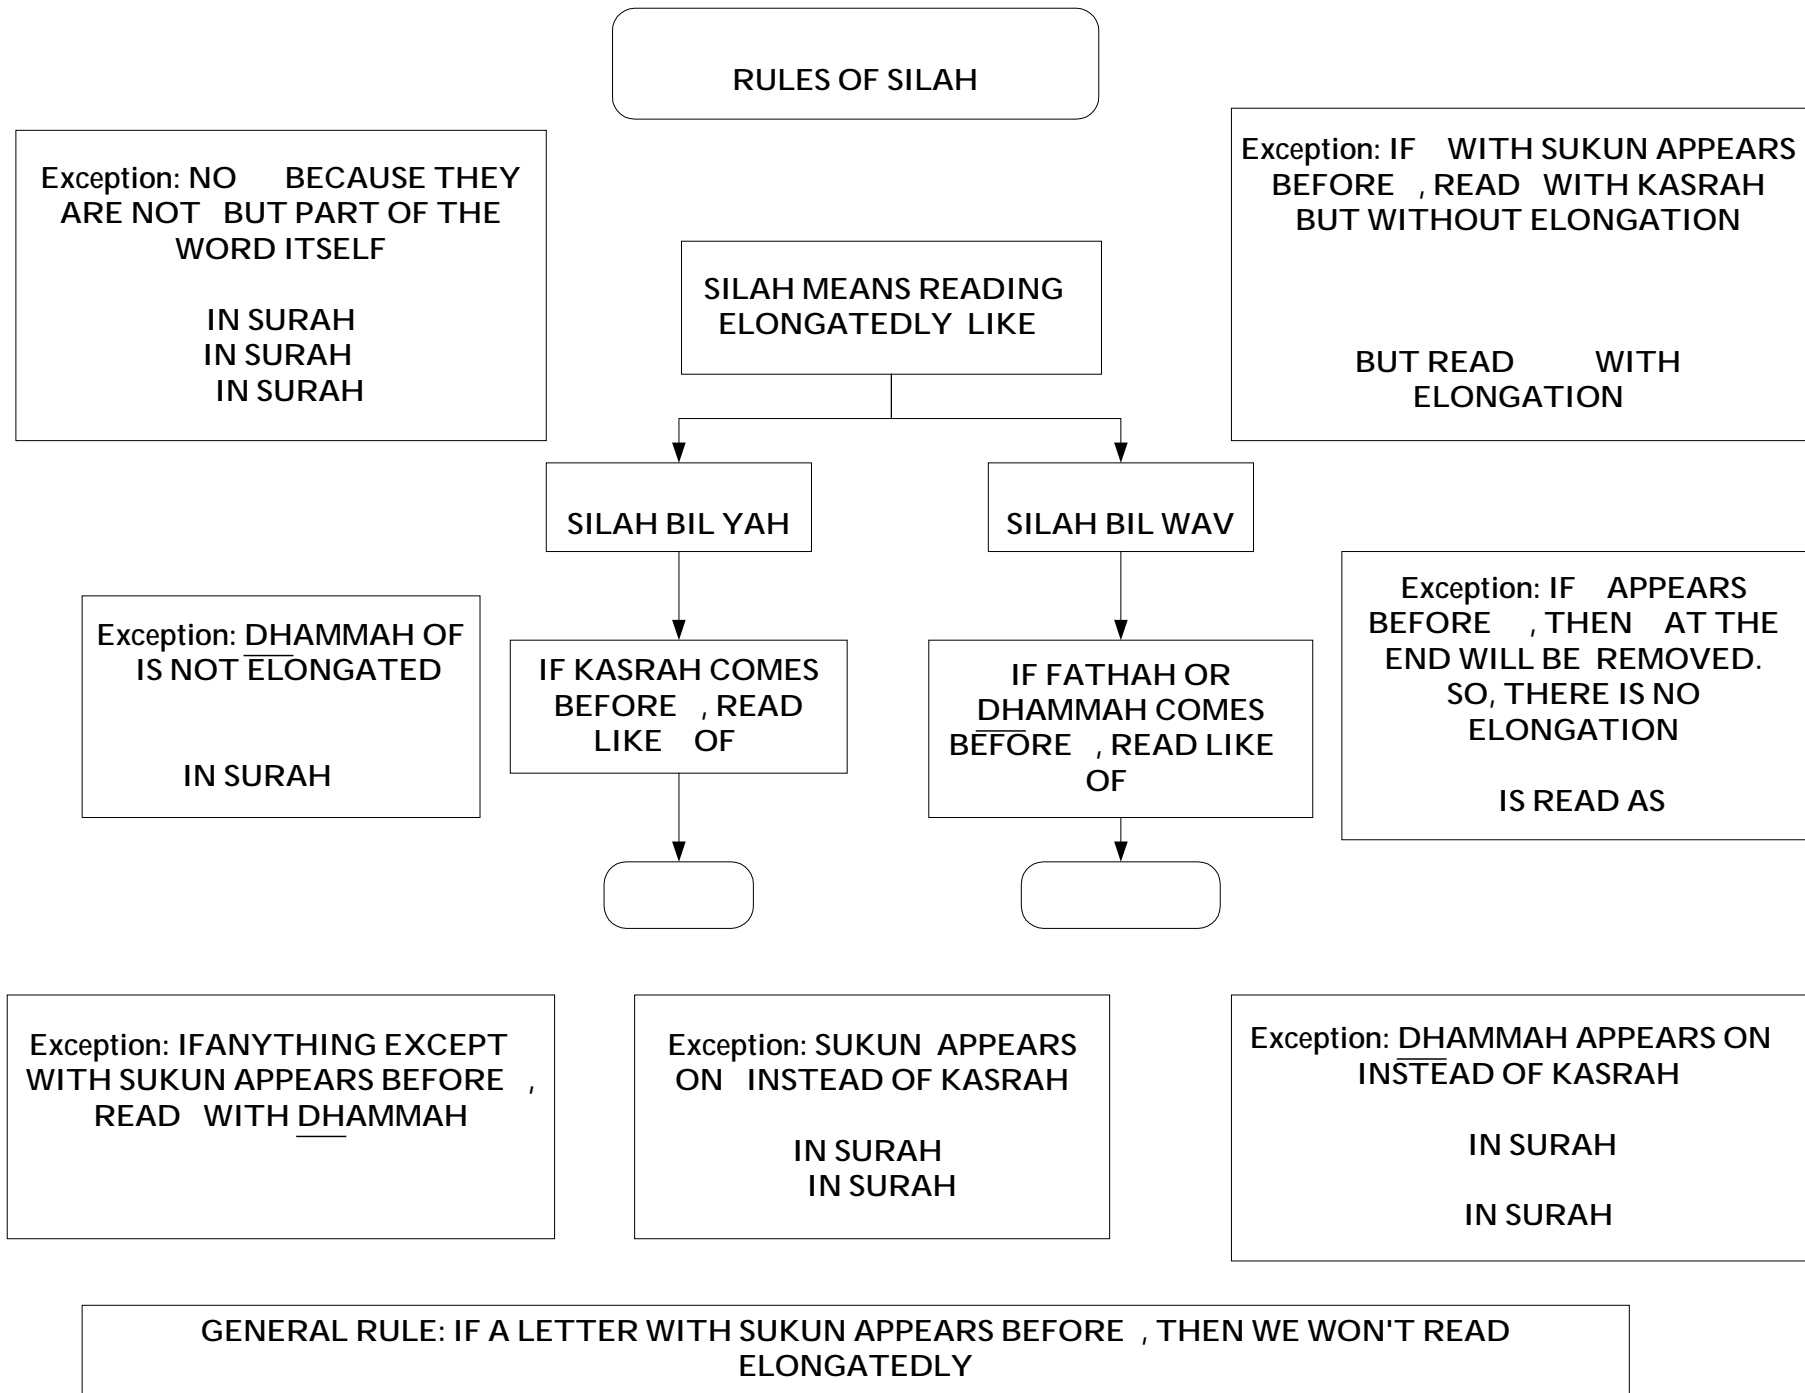 RULES OF SILAH
Exception: NO BECAUSE THEY
ARE NOT BUT PART OF THE
WORD ITSELF
IN SURAH
IN SURAH
IN SURAH
SILAH MEANS READING
ELONGATEDLY LIKE
Exception: IF WITH SUKUN APPEARS
BEFORE , READ WITH KASRAH
BUT WITHOUT ELONGATION
BUT READ WITH
ELONGATION
SILAH BIL YAH
SILAH BIL WAV
Exception: DHAMMAH OF
IS NOT ELONGATED
IN SURAH
IF KASRAH COMES
BEFORE , READ
LIKE OF
IF FATHAH OR
DHAMMAH COMES
BEFORE , READ LIKE
OF
Exception: IF APPEARS
BEFORE , THEN AT THE
END WILL BE REMOVED.
SO, THERE IS NO
ELONGATION
IS READ AS
Exception: IFANYTHING EXCEPT
WITH SUKUN APPEARS BEFORE ,
READ WITH DHAMMAH
Exception: SUKUN APPEARS
ON INSTEAD OF KASRAH
IN SURAH
IN SURAH
Exception: DHAMMAH APPEARS ON
INSTEAD OF KASRAH
IN SURAH
IN SURAH
GENERAL RULE: IF A LETTER WITH SUKUN APPEARS BEFORE , THEN WE WON'T READ
ELONGATEDLY